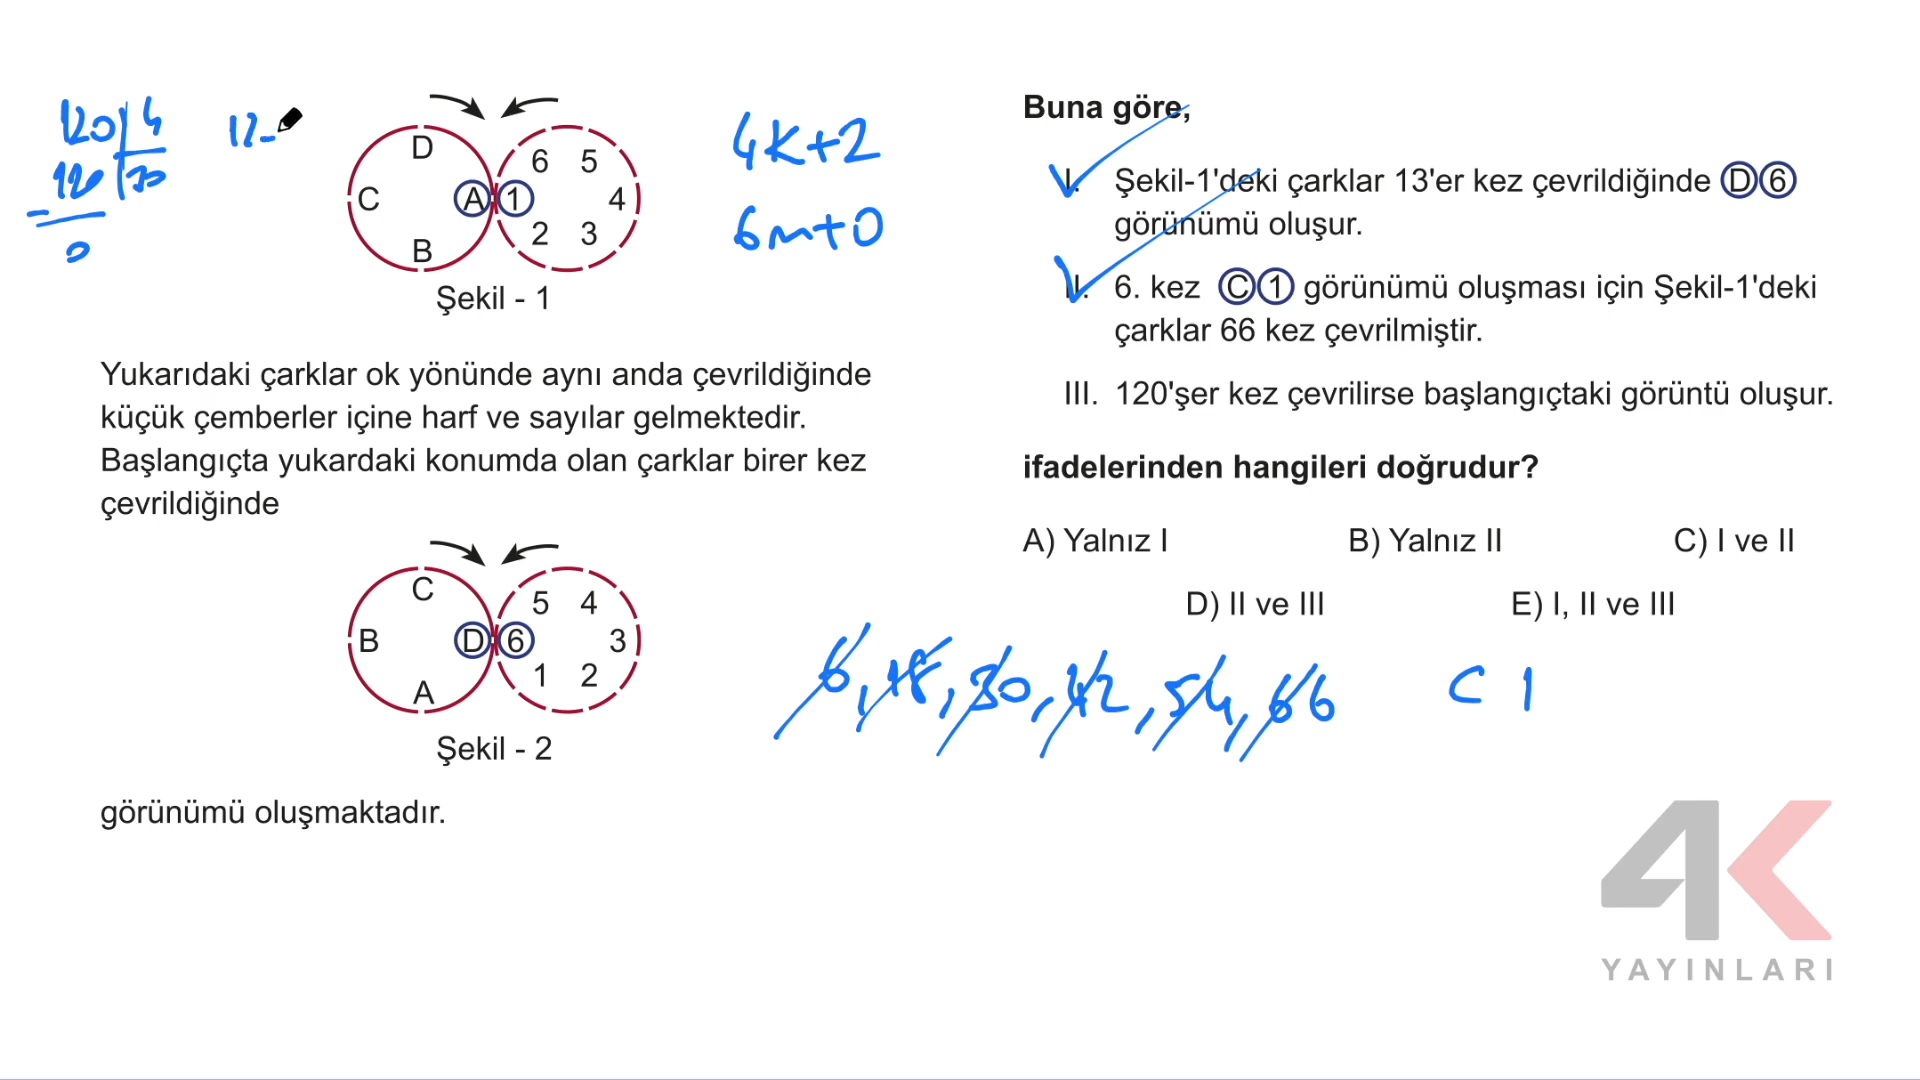 120 4
120 30
0
12
D
C A 1 6 5 4
B 2 3
Şekil - 1
4K+2
6m+0
Yukarıdaki çarklar ok yönünde aynı anda çevrildiğinde
küçük çemberler içine harf ve sayılar gelmektedir.
Başlangıçta yukardaki konumda olan çarklar birer kez
çevrildiğinde
C 5 4
B D 6 3
A 1 2
Şekil - 2
görünümü oluşmaktadır.
Buna göre,
I. Şekil-1'deki çarklar 13'er kez çevrildiğinde D 6
görünümü oluşur.
II. 6. kez C 1 görünümü oluşması için Şekil-1'deki
çarklar 66 kez çevrilmiştir.
III. 120'şer kez çevrilirse başlangıçtaki görüntü oluşur.
ifadelerinden hangileri doğrudur?
A) Yalnız I B) Yalnız II C) I ve II
D) II ve III E) I, II ve III
6, 18, 30, 42, 54, 66 C 1
4K
YAYINLARI